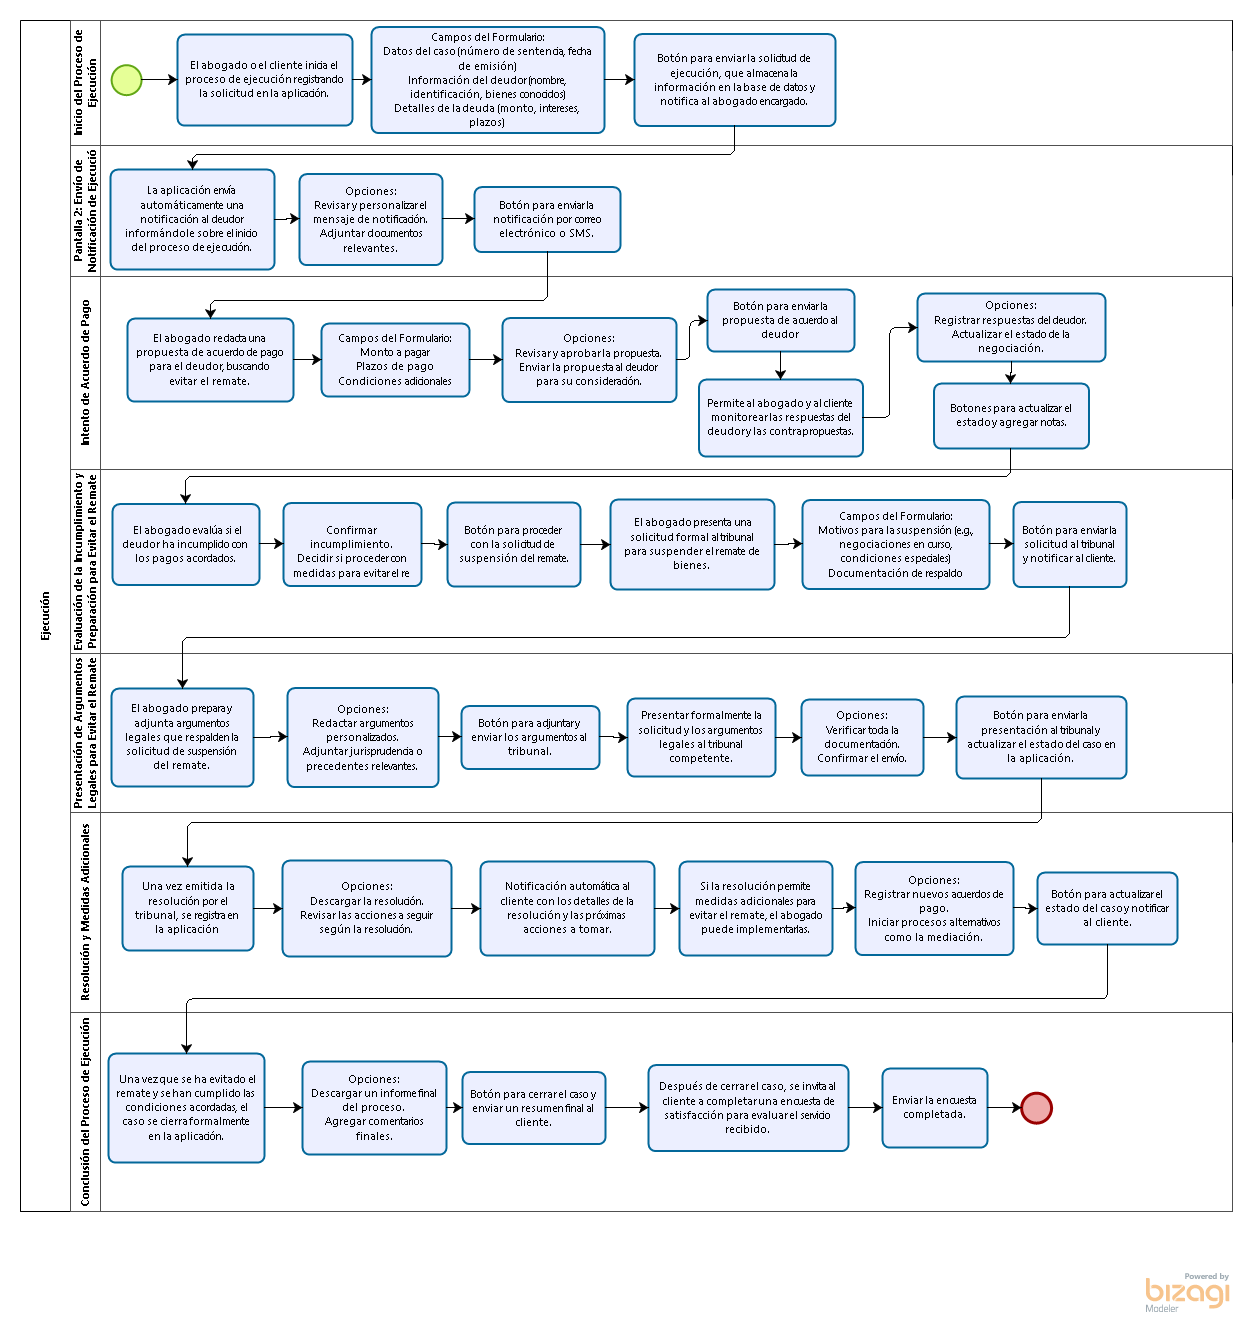 Ejecución
Inicio del Proceso de
Ejecución
El abogado o el cliente inicia el
proceso de ejecución registrando
la solicitud en la aplicación.
Campos del Formulario:
Datos del caso (número de sentencia, fecha
de emisión)
Información del deudor (nombre,
identificación, bienes conocidos)
Detalles de la deuda (monto, intereses,
plazos)
Botón para enviar la solicitud de
ejecución, que almacena la
información en la base de datos y
notifica al abogado encargado.
Pantalla 2: Envío de
Notificación de Ejecució
La aplicación envía
automáticamente una
notificación al deudor
informándole sobre el inicio
del proceso de ejecución.
Opciones:
Revisar y personalizar el
mensaje de notificación.
Adjuntar documentos
relevantes.
Botón para enviar la
notificación por correo
electrónico o SMS.
Intento de Acuerdo de Pago
El abogado redacta una
propuesta de acuerdo de pago
para el deudor, buscando
evitar el remate.
Campos del Formulario:
Monto a pagar
Plazos de pago
Condiciones adicionales
Opciones:
Revisar y aprobar la propuesta.
Enviar la propuesta al deudor
para su consideración.
Botón para enviar la
propuesta de acuerdo al
deudor
Permite al abogado y al cliente
monitorear las respuestas del
deudor y las contrapropuestas.
Opciones:
Registrar respuestas del deudor.
Actualizar el estado de la
negociación.
Botones para actualizar el
estado y agregar notas.
Evaluación de la Incumplimiento y
Preparación para Evitar el Remate
El abogado evalúa si el
deudor ha incumplido con
los pagos acordados.
Confirmar
incumplimiento.
Decidir si proceder con
medidas para evitar el re
Botón para proceder
con la solicitud de
suspensión del remate.
El abogado presenta una
solicitud formal al tribunal
para suspender el remate de
bienes.
Campos del Formulario:
Motivos para la suspensión (e.g.,
negociaciones en curso,
condiciones especiales)
Documentación de respaldo
Botón para enviar la
solicitud al tribunal
y notificar al cliente.
Presentación de Argumentos
Legales para Evitar el Remate
El abogado prepara y
adjunta argumentos
legales que respalden la
solicitud de suspensión
del remate.
Opciones:
Redactar argumentos
personalizados.
Adjuntar jurisprudencia o
precedentes relevantes.
Botón para adjuntar y
enviar los argumentos al
tribunal.
Presentar formalmente la
solicitud y los argumentos
legales al tribunal
competente.
Opciones:
Verificar toda la
documentación.
Confirmar el envío.
Botón para enviar la
presentación al tribunal y
actualizar el estado del caso en
la aplicación.
Resolución y Medidas Adicionales
Una vez emitida la
resolución por el
tribunal, se registra en
la aplicación
Opciones:
Descargar la resolución.
Revisar las acciones a seguir
según la resolución.
Notificación automática al
cliente con los detalles de la
resolución y las próximas
acciones a tomar.
Si la resolución permite
medidas adicionales para
evitar el remate, el abogado
puede implementarlas.
Opciones:
Registrar nuevos acuerdos de
pago.
Iniciar procesos alternativos
como la mediación.
Botón para actualizar el
estado del caso y notificar
al cliente.
Conclusión del Proceso de Ejecución
Una vez que se ha evitado el
remate y se han cumplido las
condiciones acordadas, el
caso se cierra formalmente
en la aplicación.
Opciones:
Descargar un informe final
del proceso.
Agregar comentarios
finales.
Botón para cerrar el caso y
enviar un resumen final al
cliente.
Después de cerrar el caso, se invita al
cliente a completar una encuesta de
satisfacción para evaluar el servicio
recibido.
Enviar la encuesta
completada.
Powered by
bizagi
Modeler